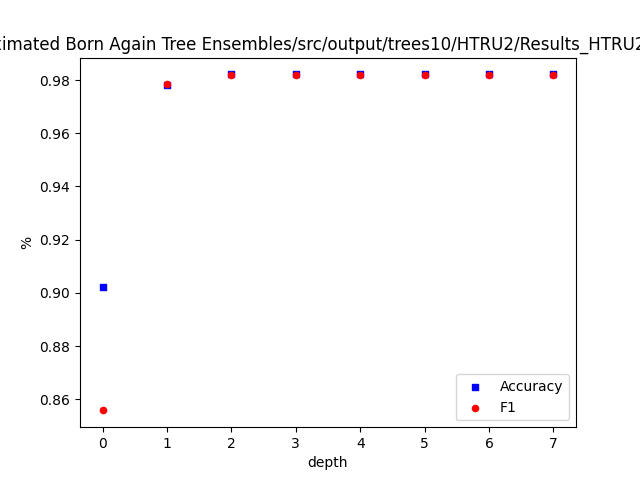 Born Again Tree Ensembles/src/output/trees10/HTRU2/Results_HTRU2
0.98
0.96
0.94
0.92
0.90
0.88
0.86
%
0 1 2 3 4 5 6 7
depth
Accuracy
F1